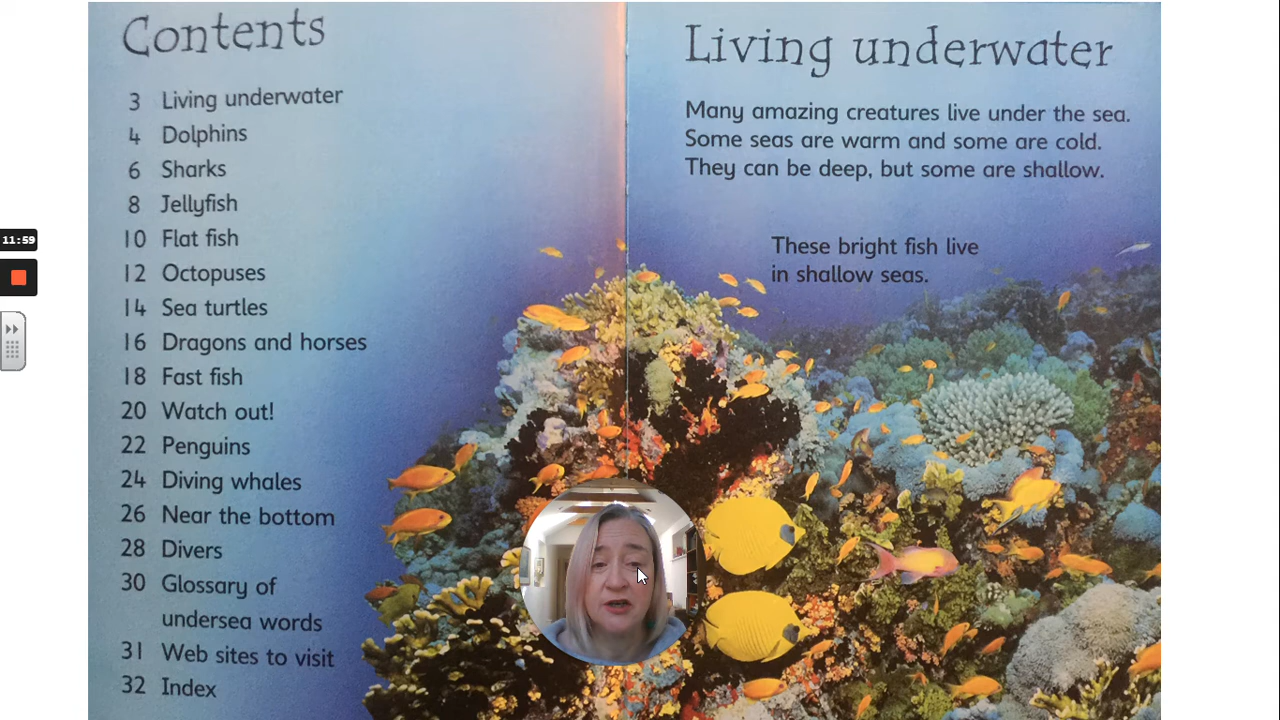 Contents
3 Living underwater
4 Dolphins
6 Sharks
8 Jellyfish
10 Flat fish
12 Octopuses
14 Sea turtles
16 Dragons and horses
18 Fast fish
20 Watch out!
22 Penguins
24 Diving whales
26 Near the bottom
28 Divers
30 Glossary of
undersea words
31 Web sites to visit
32 Index
Living underwater
Many amazing creatures live under the sea.
Some seas are warm and some are cold.
They can be deep, but some are shallow.
These bright fish live
in shallow seas.
11:59